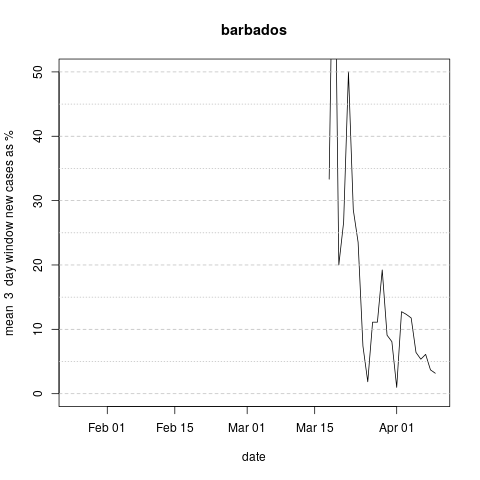 barbados
mean  3  day window new cases as %
50
40
30
20
10
0
Feb 01
Feb 15
Mar 01
Mar 15
Apr 01
date